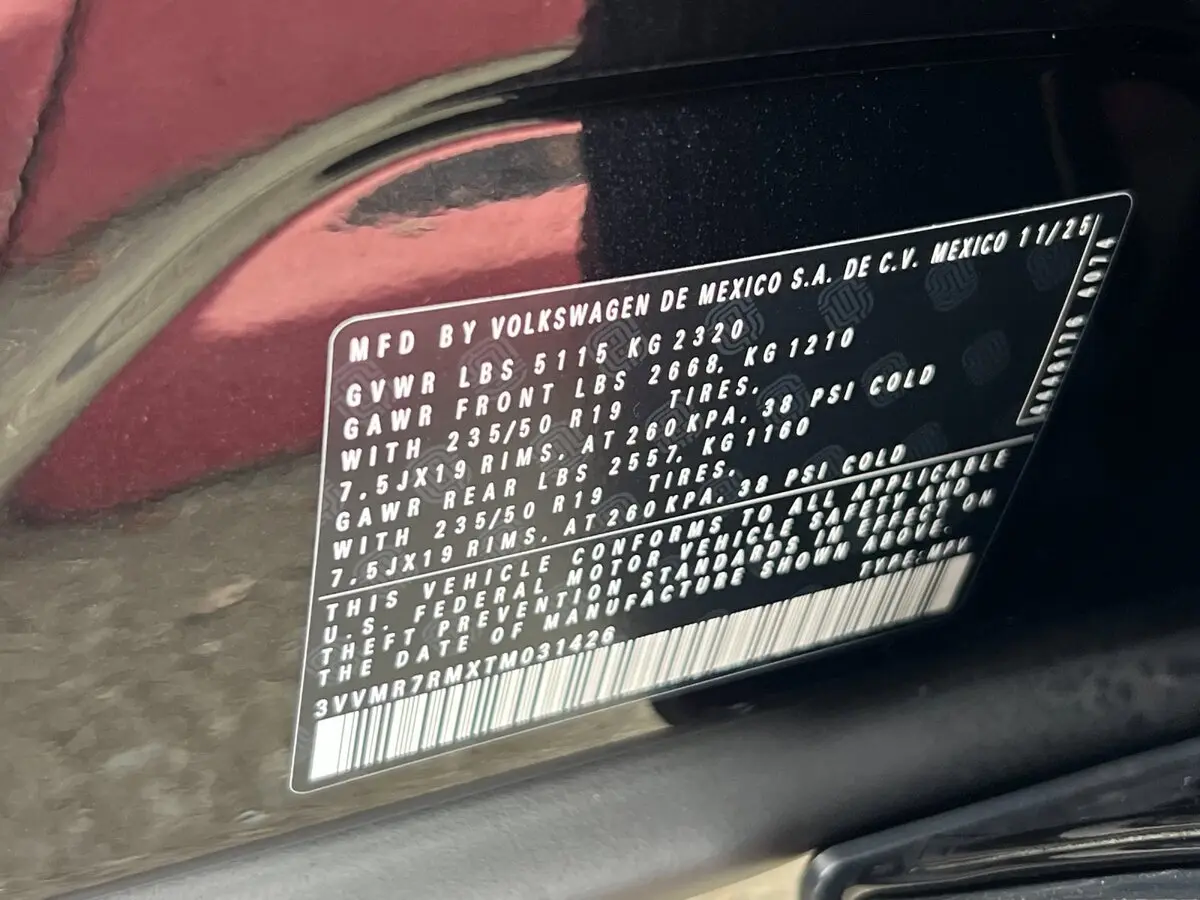 MFD BY VOLKSWAGEN DE MEXICO S.A. DE C.V. MEXICO 11/25
GVWR LBS 5115 KG 2320
GAWR FRONT LBS 2668. KG 1210
WITH 235/50 R19 TIRES.
7.5JX19 RIMS. AT 260 KPA. 38 PSI COLD
GAWR REAR LBS 2557. KG 1160
WITH 235/50 R19 TIRES.
7.5JX19 RIMS. AT 260 KPA. 38 PSI COLD
THIS VEHICLE CONFORMS TO ALL APPLICABLE
U.S. FEDERAL MOTOR VEHICLE SAFETY AND
THEFT PREVENTION STANDARDS IN EFFECT ON
THE DATE OF MANUFACTURE SHOWN ABOVE.
TYPE: MPV
3VVMR7RMXTM031426